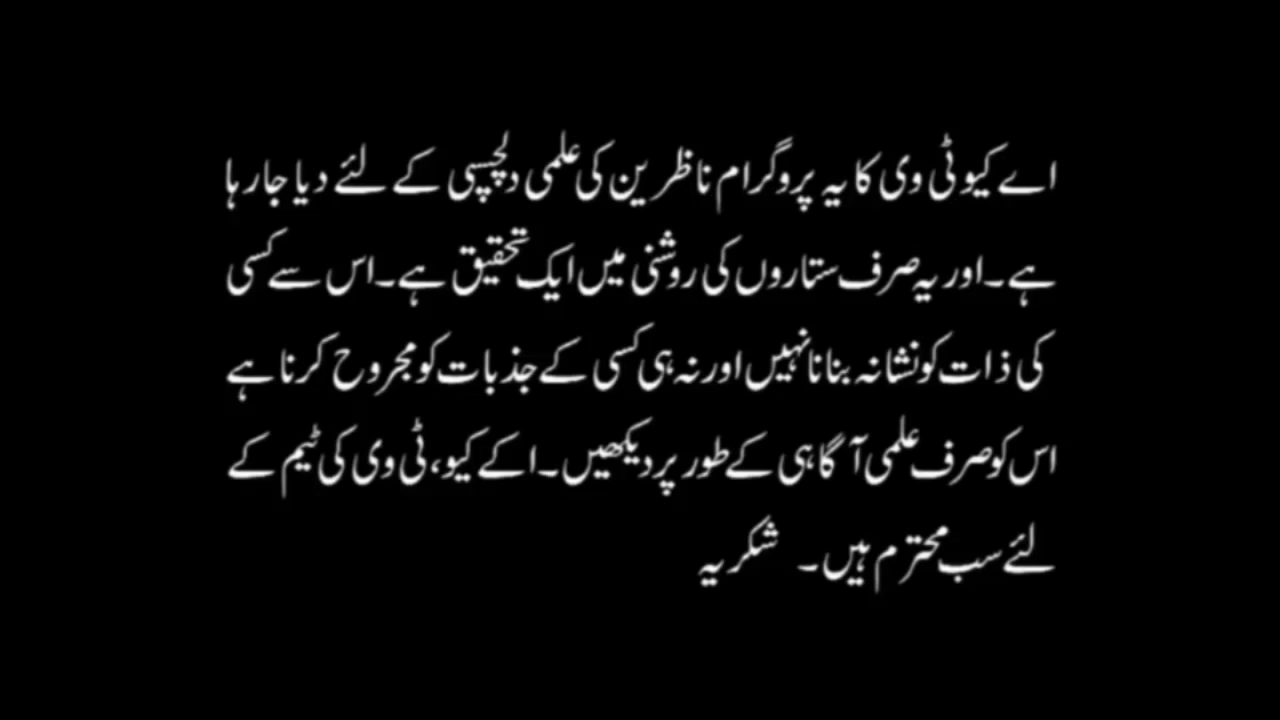 اے کیو ٹی وی کا یہ پروگرام ناظرین کی علمی دلچسپی کے لئے دیا جا رہا
ہے۔ اور یہ صرف ستاروں کی روشنی میں ایک تحقیق ہے۔ اس سے کسی
کی ذات کو نشانہ بنانا نہیں اور نہ ہی کسی کے جذبات کو مجروح کرنا ہے
اس کو صرف علمی آگاہی کے طور پر دیکھیں۔ اکے کیو، ٹی وی کی ٹیم کے
لئے سب محترم ہیں۔ شکریہ